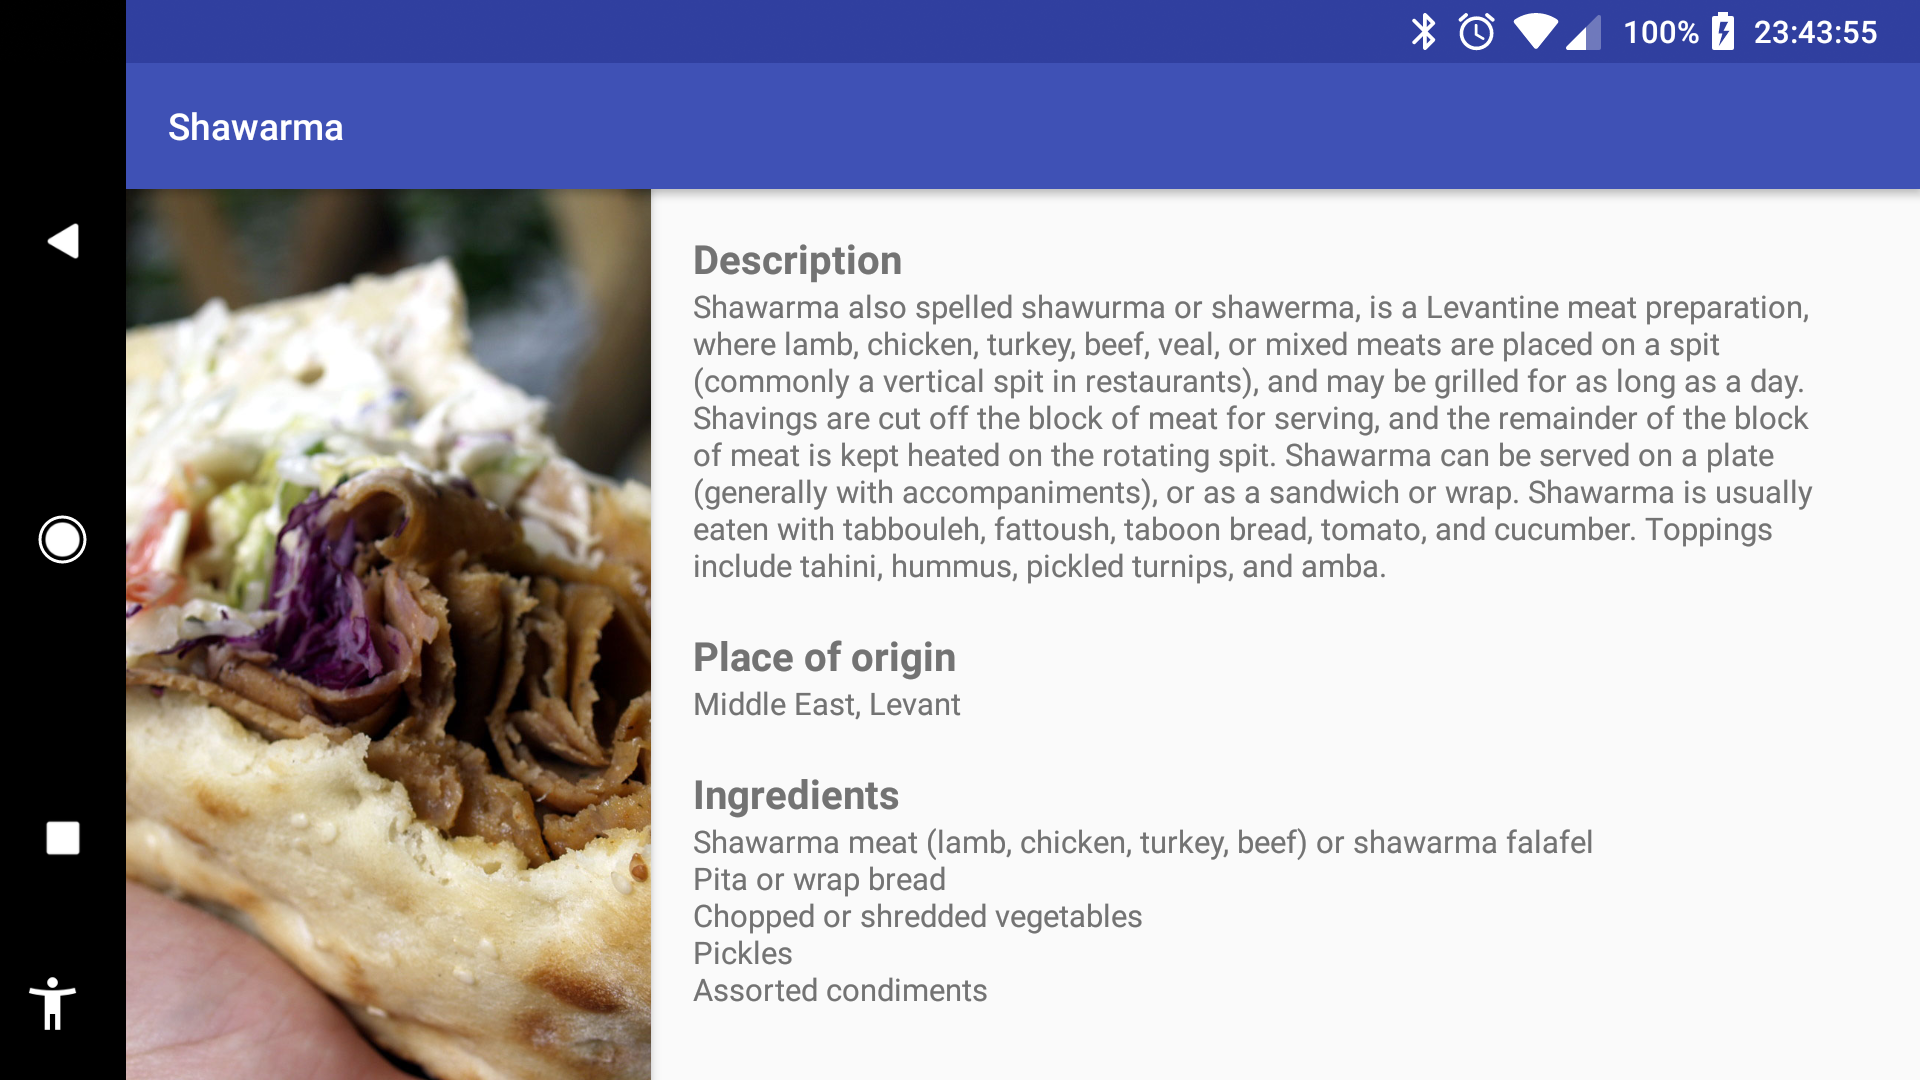 100% 23:43:55
Shawarma
Description
Shawarma also spelled shawurma or shawerma, is a Levantine meat preparation,
where lamb, chicken, turkey, beef, veal, or mixed meats are placed on a spit
(commonly a vertical spit in restaurants), and may be grilled for as long as a day.
Shavings are cut off the block of meat for serving, and the remainder of the block
of meat is kept heated on the rotating spit. Shawarma can be served on a plate
(generally with accompaniments), or as a sandwich or wrap. Shawarma is usually
eaten with tabbouleh, fattoush, taboon bread, tomato, and cucumber. Toppings
include tahini, hummus, pickled turnips, and amba.
Place of origin
Middle East, Levant
Ingredients
Shawarma meat (lamb, chicken, turkey, beef) or shawarma falafel
Pita or wrap bread
Chopped or shredded vegetables
Pickles
Assorted condiments